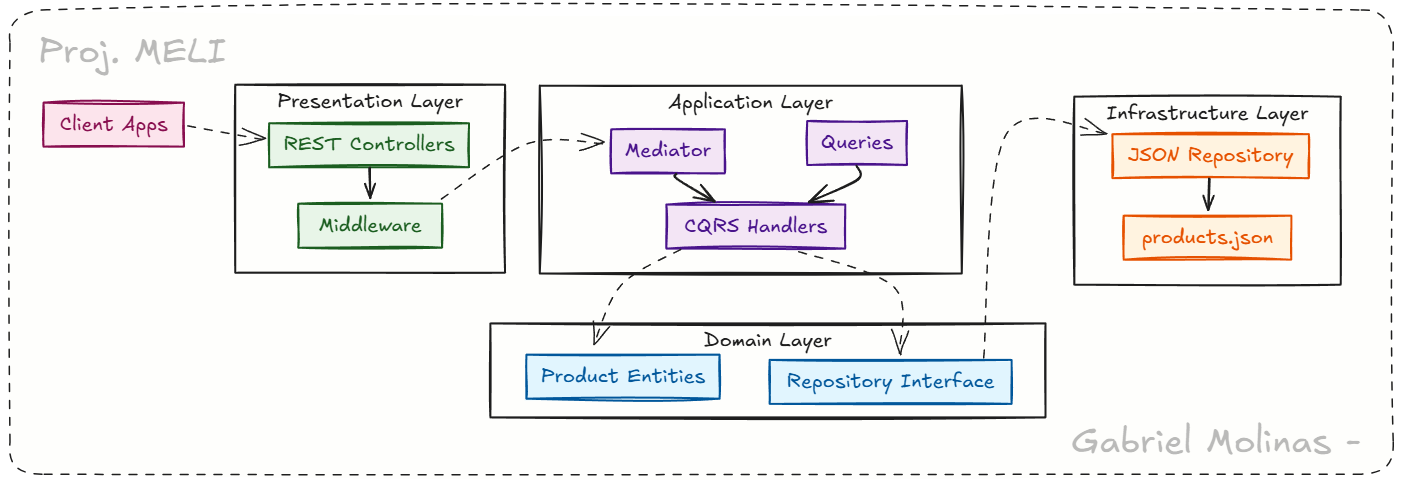 Proj. MELI
Client Apps
Presentation Layer
REST Controllers
Middleware
Application Layer
Mediator
Queries
CQRS Handlers
Infrastructure Layer
JSON Repository
products.json
Domain Layer
Product Entities
Repository Interface
Gabriel Molinas -